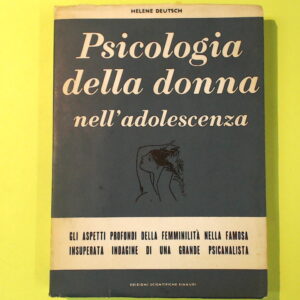 HELENE DEUTSCH
Psicologia
della donna
nell'adolescenza
GLI ASPETTI PROFONDI DELLA FEMMINILITÀ NELLA FAMOSA
INSUPERATA INDAGINE DI UNA GRANDE PSICANALISTA
EDIZIONI SCIENTIFICHE EINAUDI